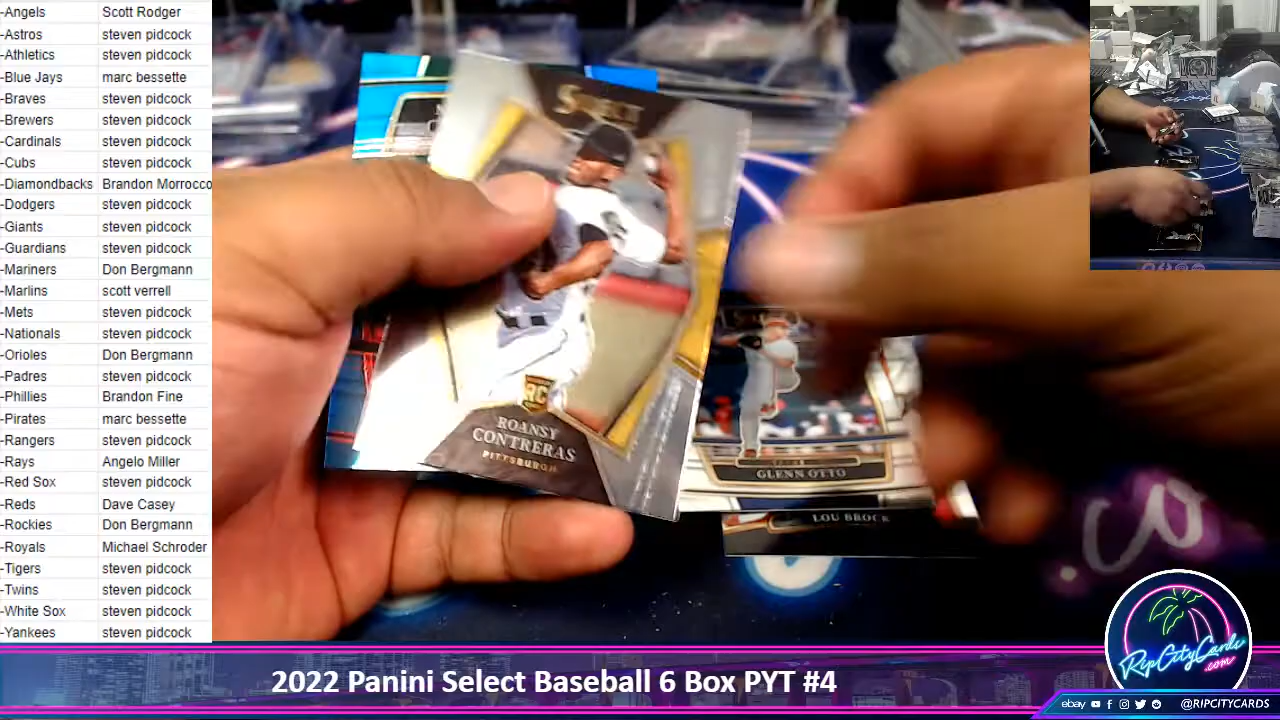 -Angels Scott Rodger
-Astros steven pidcock
-Athletics steven pidcock
-Blue Jays marc bessette
-Braves steven pidcock
-Brewers steven pidcock
-Cardinals steven pidcock
-Cubs steven pidcock
-Diamondbacks Brandon Morrocco
-Dodgers steven pidcock
-Giants steven pidcock
-Guardians steven pidcock
-Mariners Don Bergmann
-Marlins scott verrell
-Mets steven pidcock
-Nationals steven pidcock
-Orioles Don Bergmann
-Padres steven pidcock
-Phillies Brandon Fine
-Pirates marc bessette
-Rangers steven pidcock
-Rays Angelo Miller
-Red Sox steven pidcock
-Reds Dave Casey
-Rockies Don Bergmann
-Royals Michael Schroder
-Tigers steven pidcock
-Twins steven pidcock
-White Sox steven pidcock
-Yankees steven pidcock
SELECT
RC
ROANSY
CONTRERAS
PITTSBURGH
GLENN OTTO
LOU BROCK
.co
RipCityCards
.com
2022 Panini Select Baseball 6 Box PYT #4
ebay @RIPCITYCARDS